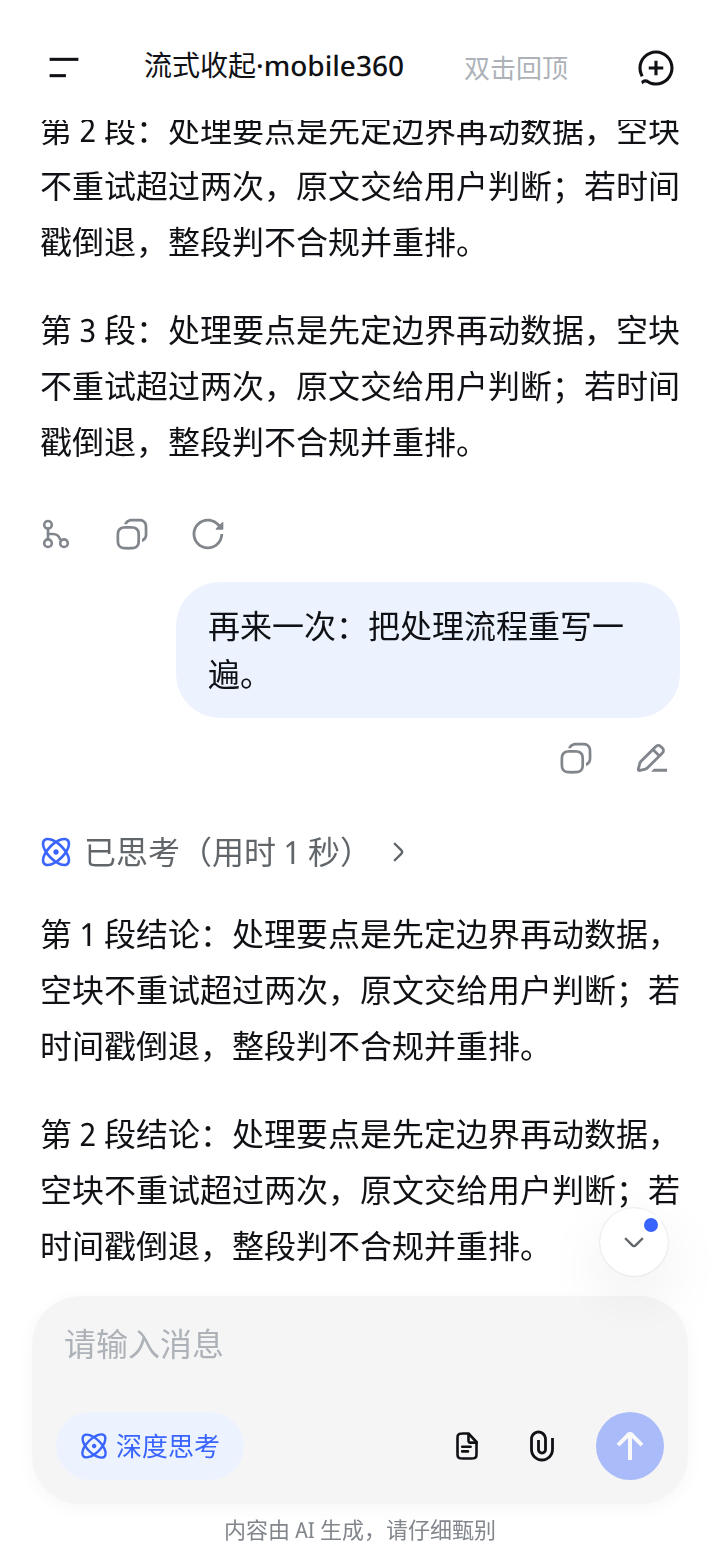 流式收起·mobile360
双击回顶
第 2 段：处理要点是先定边界再动数据，空块
不重试超过两次，原文交给用户判断；若时间
戳倒退，整段判不合规并重排。
第 3 段：处理要点是先定边界再动数据，空块
不重试超过两次，原文交给用户判断；若时间
戳倒退，整段判不合规并重排。
再来一次：把处理流程重写一
遍。
已思考（用时 1 秒）
第 1 段结论：处理要点是先定边界再动数据，
空块不重试超过两次，原文交给用户判断；若
时间戳倒退，整段判不合规并重排。
第 2 段结论：处理要点是先定边界再动数据，
空块不重试超过两次，原文交给用户判断；若
时间戳倒退，整段判不合规并重排。
请输入消息
深度思考
内容由 AI 生成，请仔细甄别